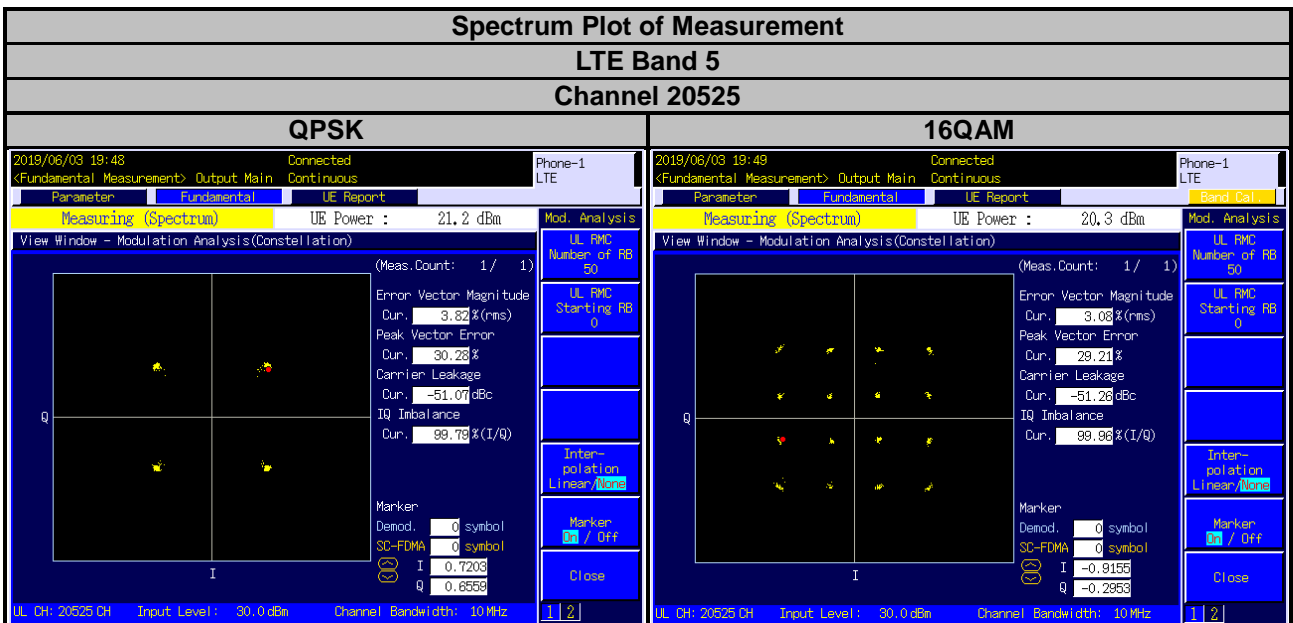 Spectrum Plot of Measurement
LTE Band 5
Channel 20525
QPSK
2019/06/03 19:48 Connected
<Fundamental Measurement> Output Main Continuous
Phone-1
LTE
Parameter Fundamental UE Report
Measuring (Spectrum) UE Power : 21.2 dBm Mod. Analysis
View Window - Modulation Analysis(Constellation)
(Meas.Count: 1/ 1)
Error Vector Magnitude
Cur. 3.82 %(rms)
Peak Vector Error
Cur. 30.28 %
Carrier Leakage
Cur. -51.07 dBc
IQ Imbalance
Cur. 99.79 %(I/Q)
Marker
Demod. 0 symbol
SC-FDMA 0 symbol
I 0.7203
Q 0.6559
Q
I
UL RMC
Number of RB
50
UL RMC
Starting RB
0
Inter-
polation
Linear/None
Marker
On / Off
Close
UL CH: 20525 CH Input Level: 30.0 dBm Channel Bandwidth: 10 MHz 1 2
16QAM
2019/06/03 19:49 Connected
<Fundamental Measurement> Output Main Continuous
Phone-1
LTE
Parameter Fundamental UE Report Band Cal.
Measuring (Spectrum) UE Power : 20.3 dBm Mod. Analysis
View Window - Modulation Analysis(Constellation)
(Meas.Count: 1/ 1)
Error Vector Magnitude
Cur. 3.08 %(rms)
Peak Vector Error
Cur. 29.21 %
Carrier Leakage
Cur. -51.26 dBc
IQ Imbalance
Cur. 99.96 %(I/Q)
Marker
Demod. 0 symbol
SC-FDMA 0 symbol
I -0.9155
Q -0.2953
Q
I
UL RMC
Number of RB
50
UL RMC
Starting RB
0
Inter-
polation
Linear/None
Marker
On / Off
Close
UL CH: 20525 CH Input Level: 30.0 dBm Channel Bandwidth: 10 MHz 1 2